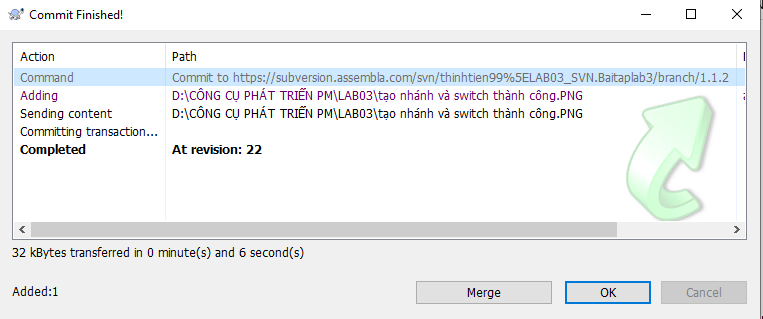 Commit Finished!
Action Path
Command Commit to https://subversion.assembla.com/svn/thinhtien99%5ELAB03_SVN.Baitaplab3/branch/1.1.2
Adding D:\CÔNG CỤ PHÁT TRIỂN PM\LAB03\tạo nhánh và switch thành công.PNG
Sending content D:\CÔNG CỤ PHÁT TRIỂN PM\LAB03\tạo nhánh và switch thành công.PNG
Committing transaction...
Completed At revision: 22
32 kBytes transferred in 0 minute(s) and 6 second(s)
Added:1
Merge OK Cancel